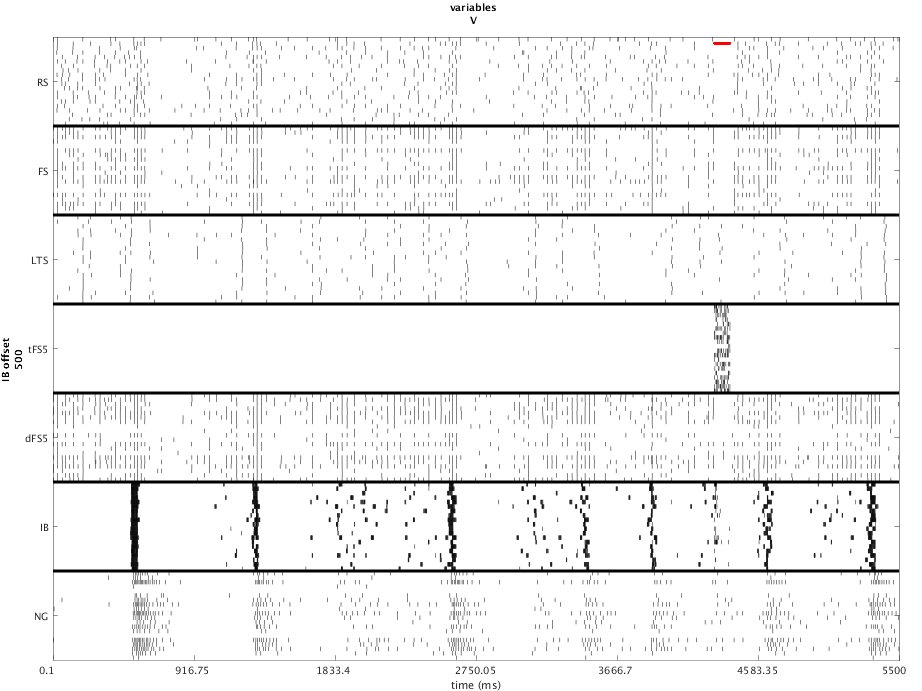 variables
V
RS
FS
LTS
tFS5
dFS5
IB
NG
IB offset
500
0.1 916.75 1833.4 2750.05 3666.7 4583.35 5500
time (ms)